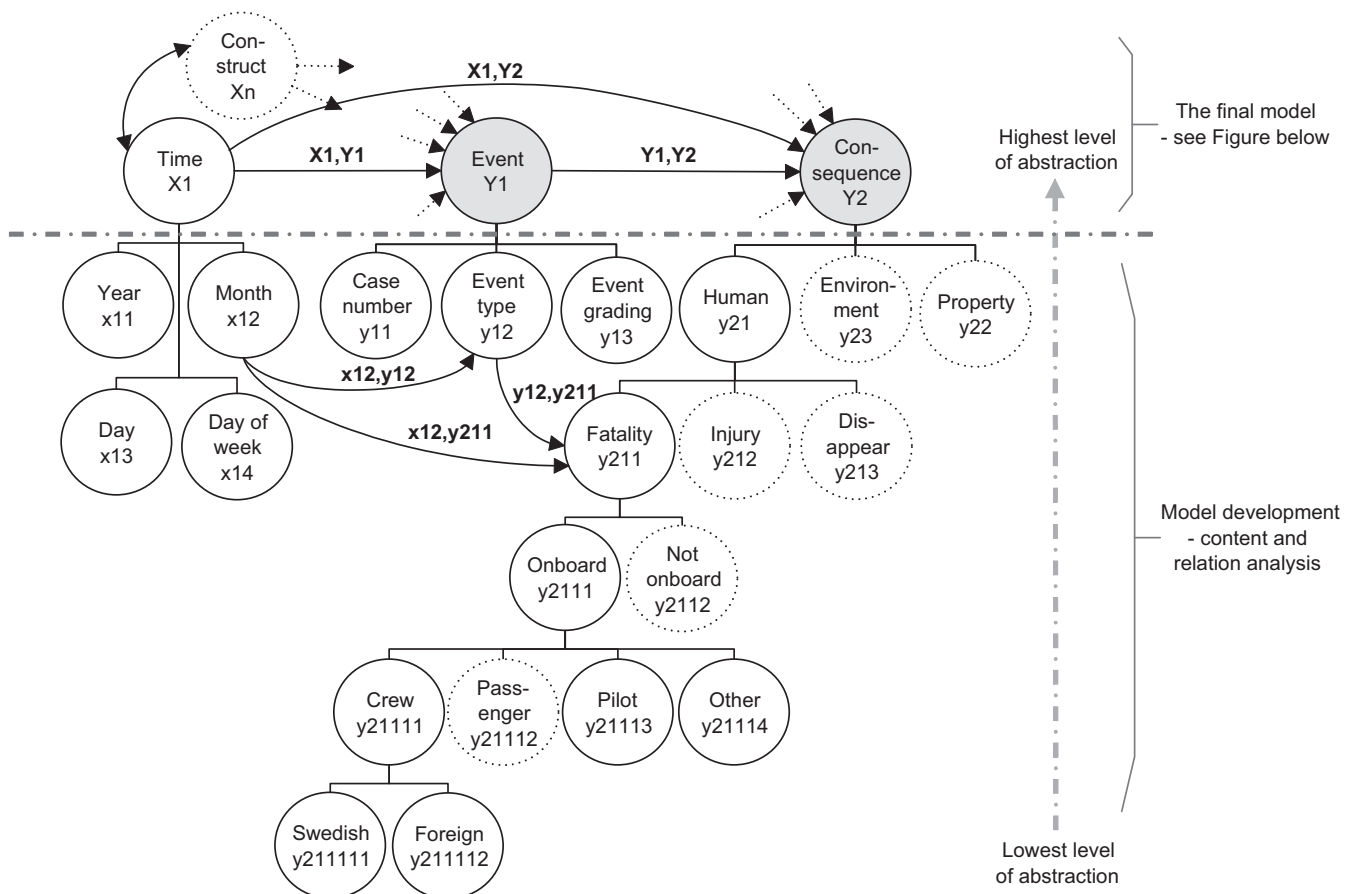 Con-
struct
Xn
X1,Y2
The final model
- see Figure below
Highest level
of abstraction
Time
X1
X1,Y1
Event
Y1
Y1,Y2
Con-
sequence
Y2
Year
x11
Month
x12
Case
number
y11
Event
type
y12
Event
grading
y13
Human
y21
Environ-
ment
y23
Property
y22
x12,y12
y12,y211
x12,y211
Day
x13
Day of
week
x14
Fatality
y211
Injury
y212
Dis-
appear
y213
Model development
- content and
relation analysis
Onboard
y2111
Not
onboard
y2112
Crew
y21111
Pass-
enger
y21112
Pilot
y21113
Other
y21114
Swedish
y211111
Foreign
y211112
Lowest level
of abstraction